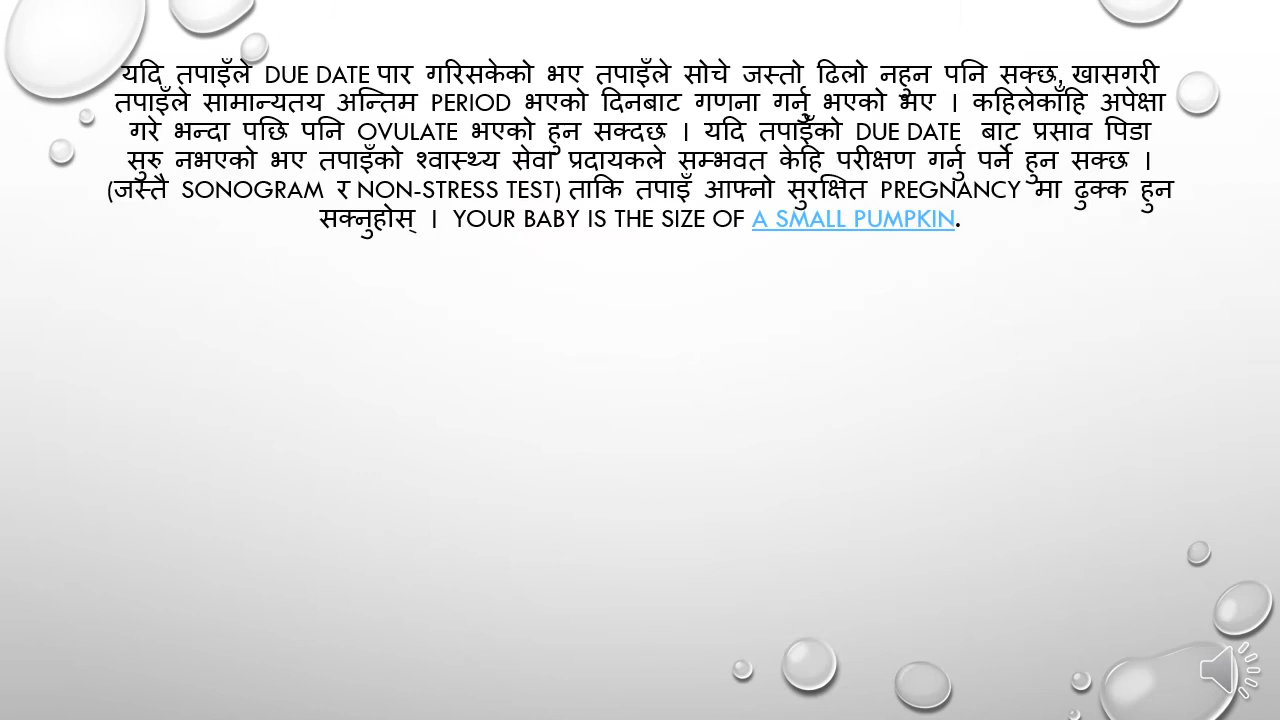 यदि तपाइँले DUE DATE पार गरिसकेको भए तपाइँले सोचे जस्तो ढिलो नहुन पनि सक्छ, खासगरी
तपाइँले सामान्यतय अन्तिम PERIOD भएको दिनबाट गणना गर्नु भएको भए । कहिलेकाँहि अपेक्षा
गरे भन्दा पछि पनि OVULATE भएको हुन सक्दछ । यदि तपाइँको DUE DATE बाट प्रसाव पिडा
सुरु नभएको भए तपाइँको श्वास्थ्य सेवा प्रदायकले सम्भवत केहि परीक्षण गर्नु पर्ने हुन सक्छ ।
(जस्तै SONOGRAM र NON-STRESS TEST) ताकि तपाइँ आफ्नो सुरक्षित PREGNANCY मा ढुक्क हुन
सक्नुहोस् । YOUR BABY IS THE SIZE OF A SMALL PUMPKIN.